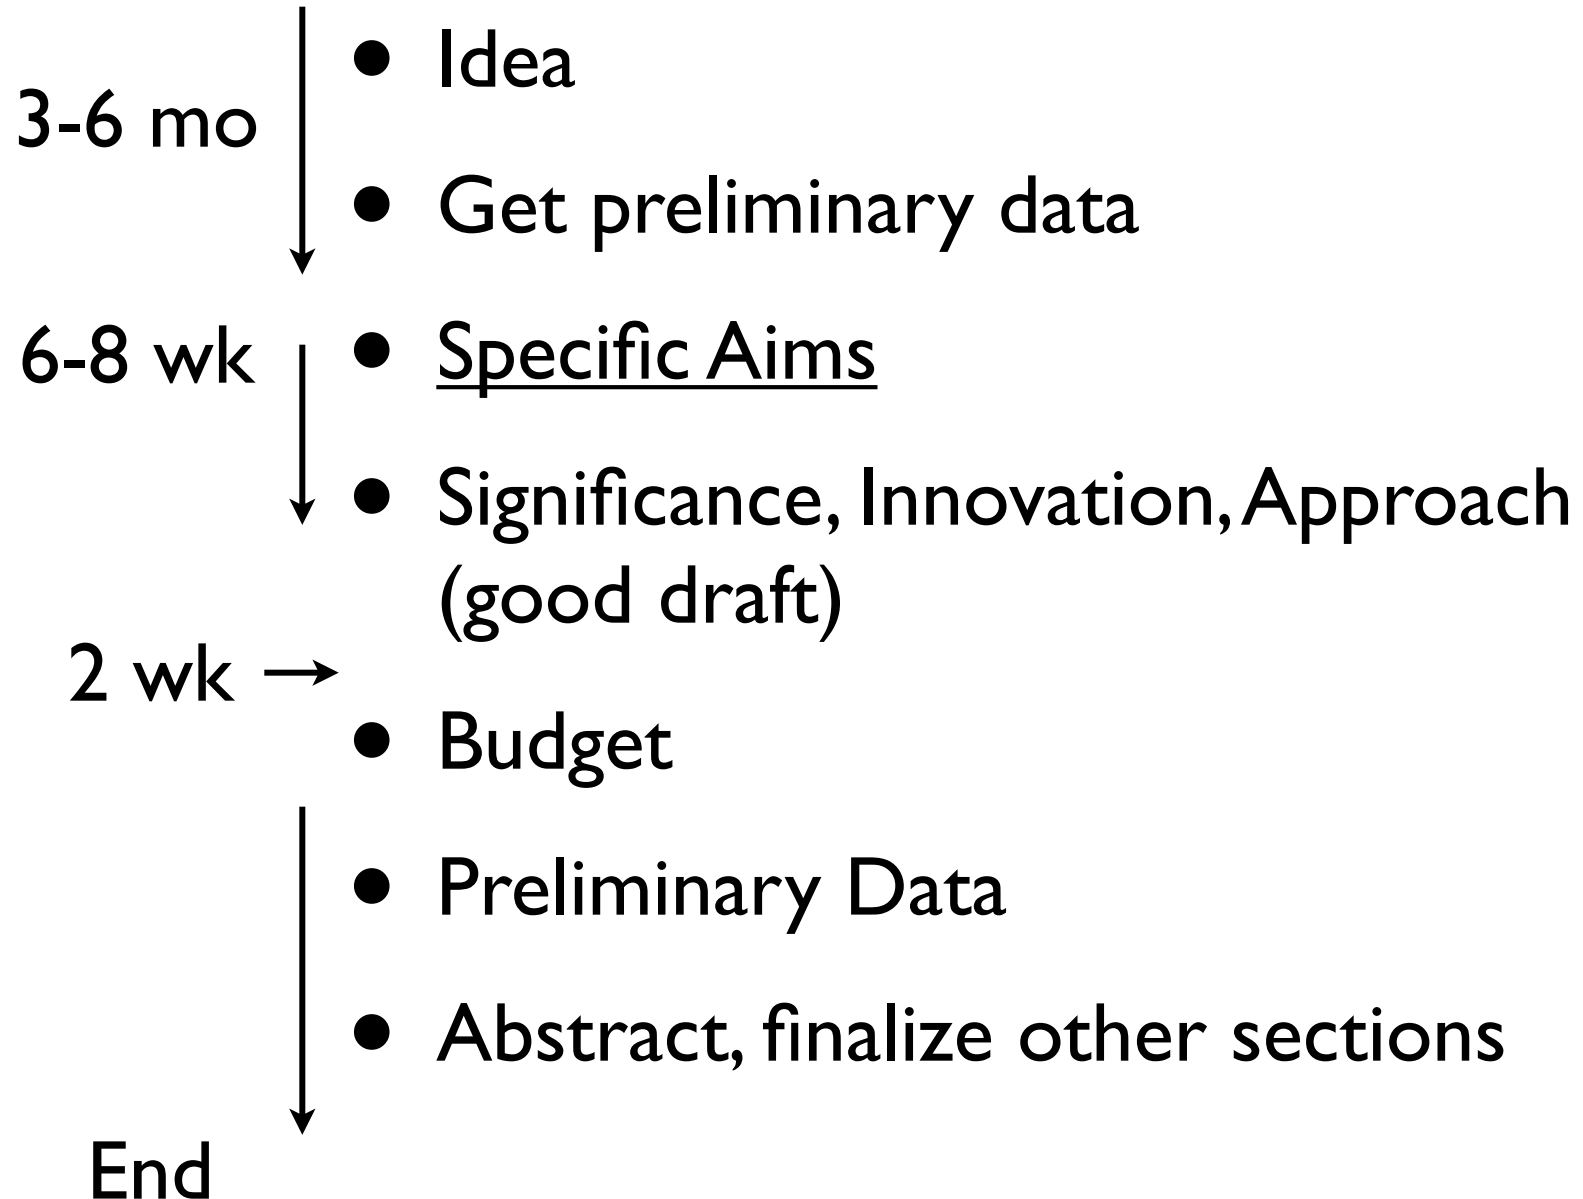 • Idea
3-6 mo
• Get preliminary data
6-8 wk • Specific Aims
• Significance, Innovation, Approach
(good draft)
2 wk →
• Budget
• Preliminary Data
• Abstract, finalize other sections
End